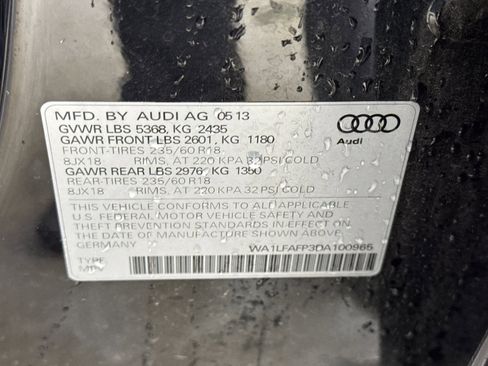 MFD. BY AUDI AG 05 13
GVWR LBS 5368, KG 2435
GAWR FRONT LBS 2601, KG 1180
FRONT-TIRES 235/60 R18
8JX18 RIMS, AT 220 KPA 32 PSI COLD
GAWR REAR LBS 2976, KG 1350
REAR-TIRES 235/60 R18
8JX18 RIMS, AT 220 KPA 32 PSI COLD
THIS VEHICLE CONFORMS TO ALL APPLICABLE
U.S. FEDERAL MOTOR VEHICLE SAFETY AND
THEFT PREVENTION STANDARDS IN EFFECT ON
THE DATE OF MANUFACTURE SHOWN ABOVE
GERMANY WA1LFAFP3DA100965
TYPE
MPV
Audi